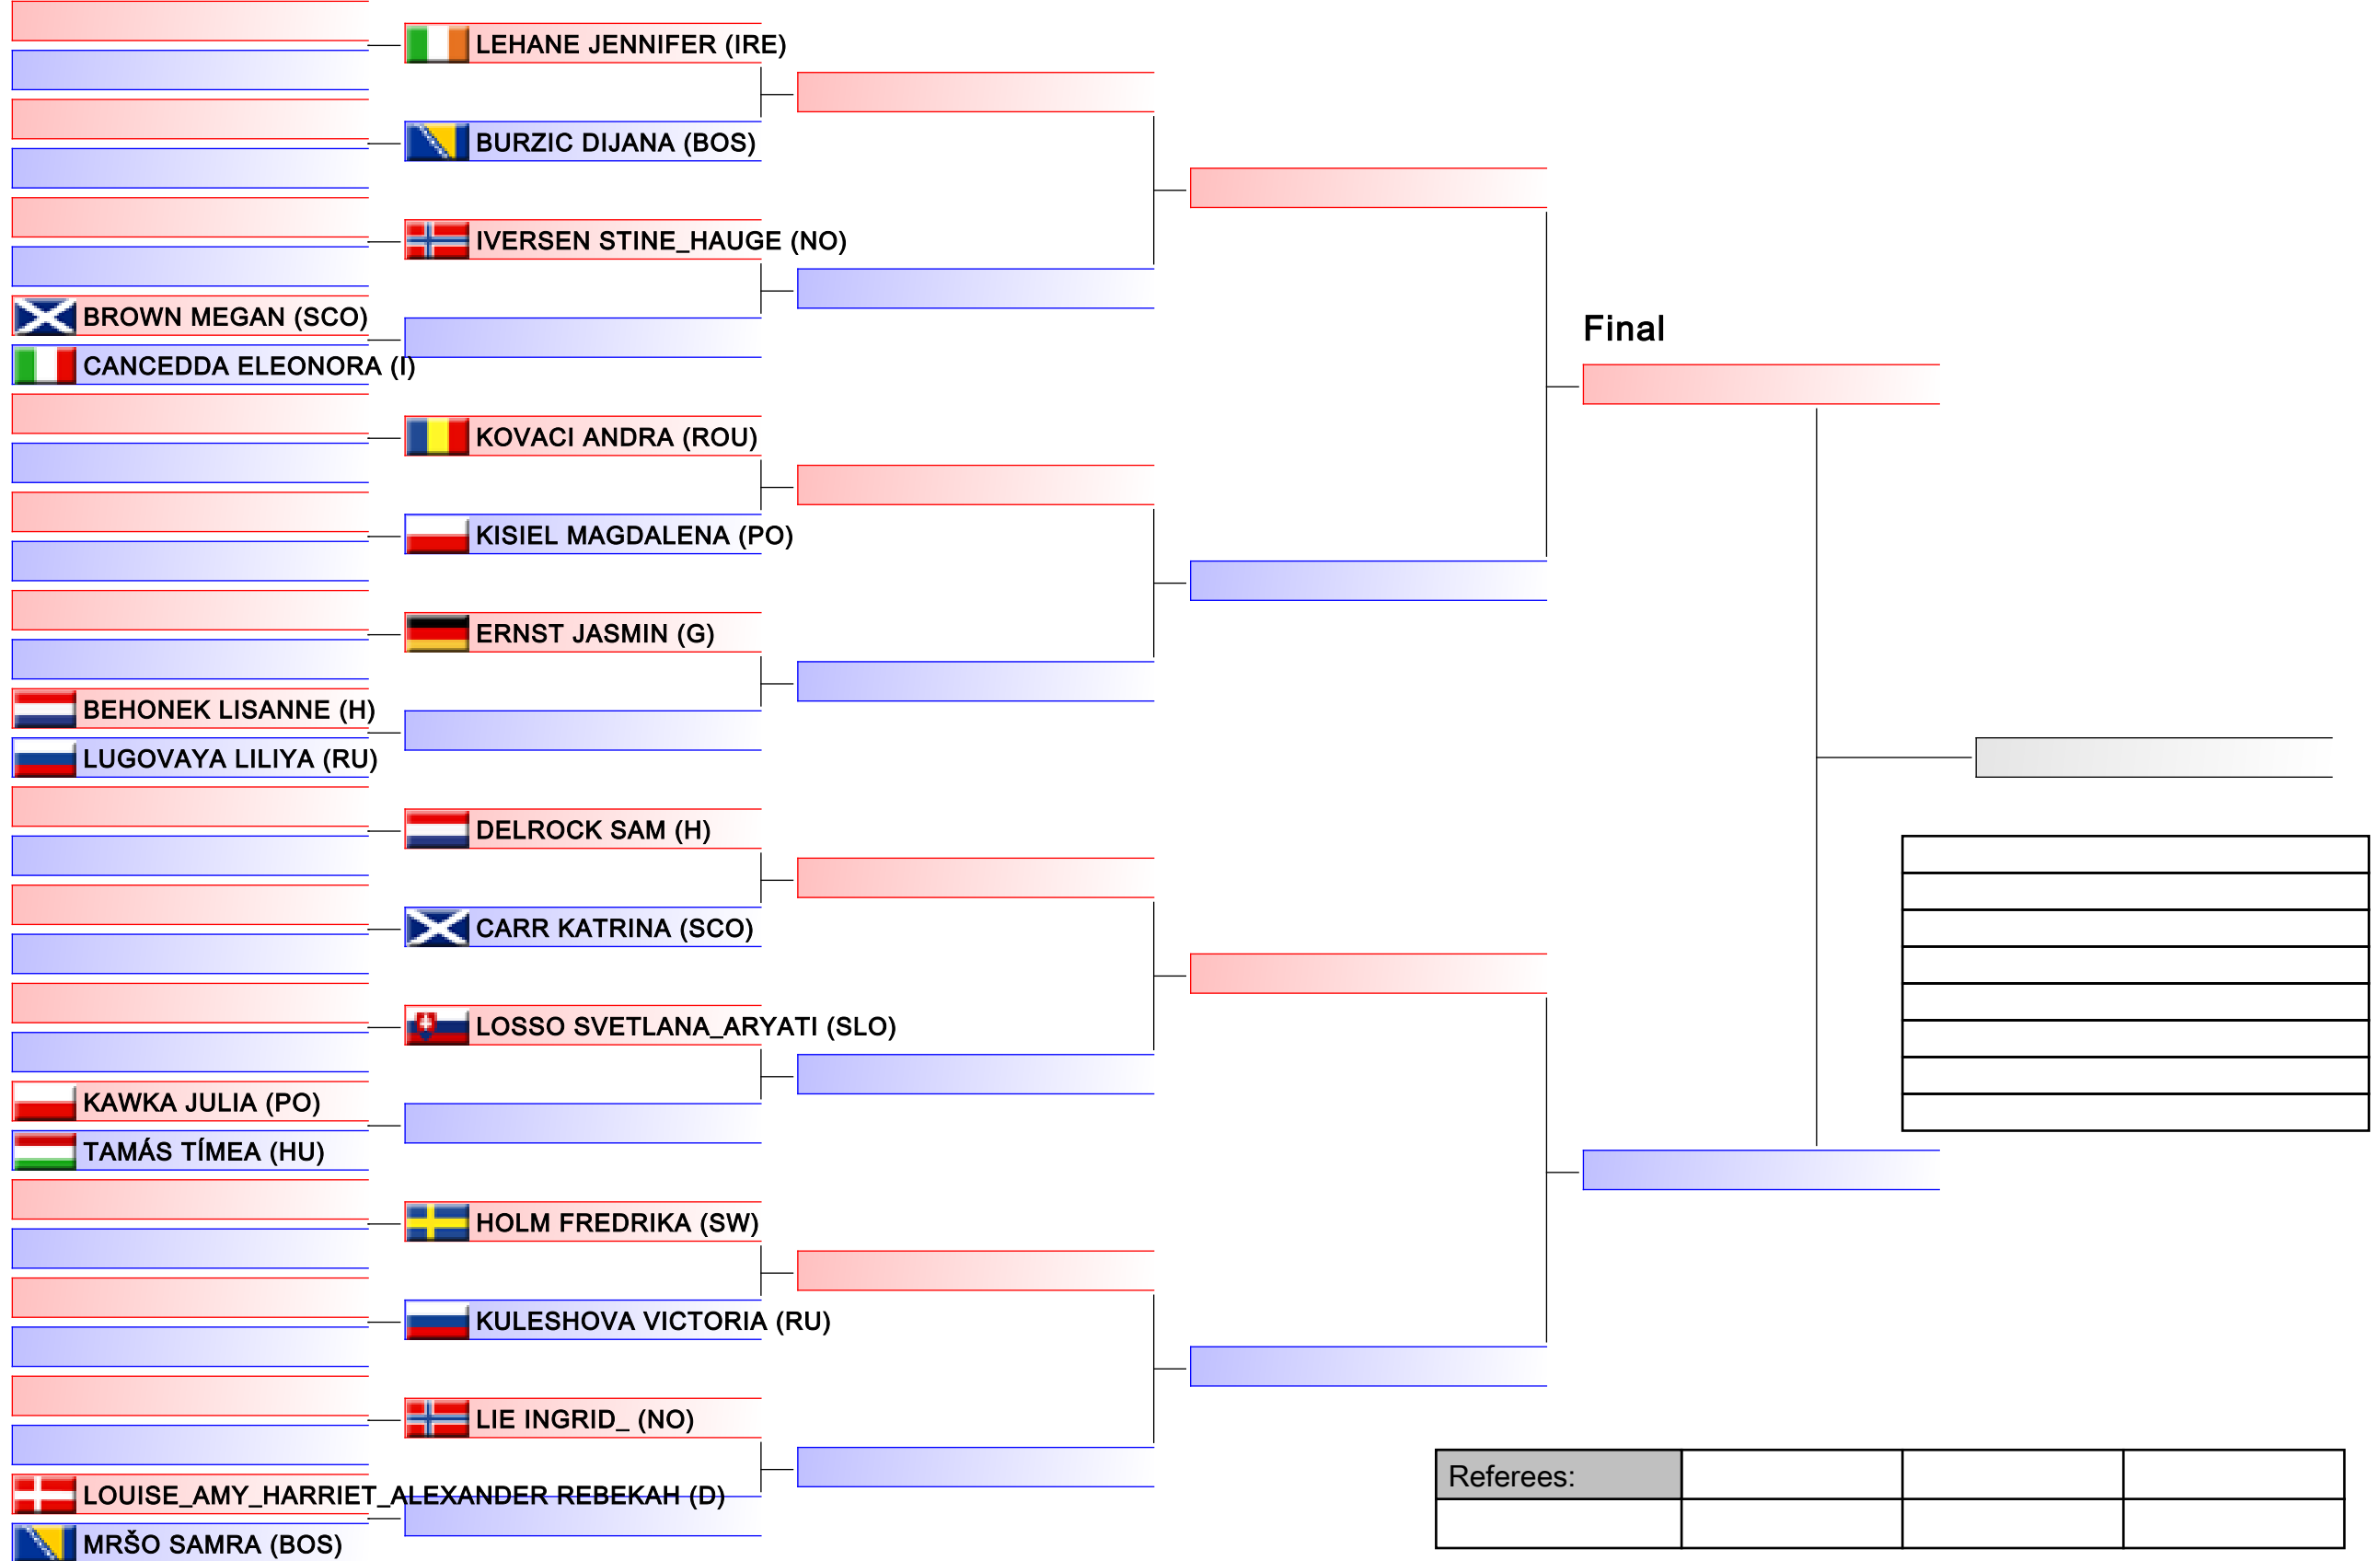 LEHANE JENNIFER (IRE)
BURZIC DIJANA (BOS)
IVERSEN STINE_HAUGE (NO)
BROWN MEGAN (SCO)
CANCEDDA ELEONORA (I)
Final
KOVACI ANDRA (ROU)
KISIEL MAGDALENA (PO)
ERNST JASMIN (G)
BEHONEK LISANNE (H)
LUGOVAYA LILIYA (RU)
DELROCK SAM (H)
CARR KATRINA (SCO)
LOSSO SVETLANA_ARYATI (SLO)
KAWKA JULIA (PO)
TAMÁS TÍMEA (HU)
HOLM FREDRIKA (SW)
KULESHOVA VICTORIA (RU)
LIE INGRID_ (NO)
LOUISE_AMY_HARRIET_ALEXANDER REBEKAH (D)
MRŠO SAMRA (BOS)
Referees: